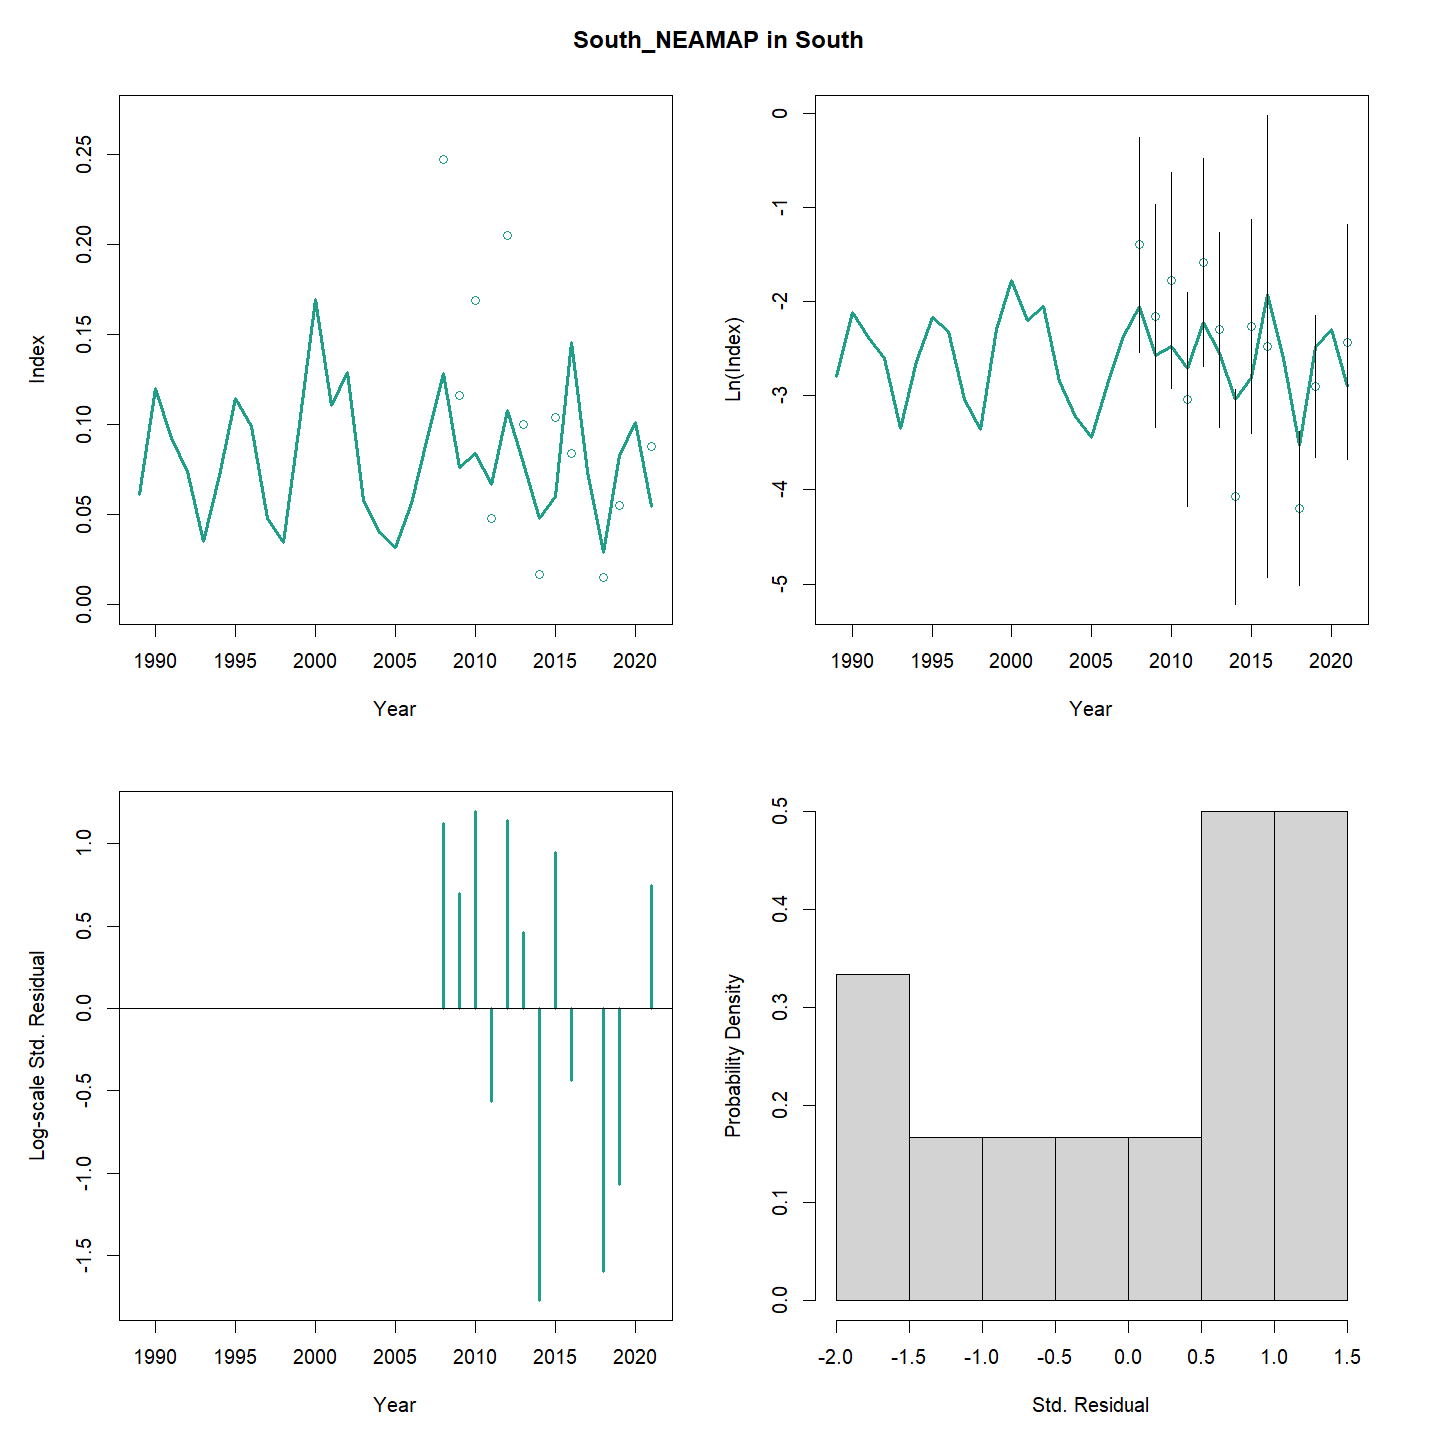 South_NEAMAP in South
Index
0.00 0.05 0.10 0.15 0.20 0.25
1990 1995 2000 2005 2010 2015 2020
Year
Ln(Index)
-5 -4 -3 -2 -1 0
1990 1995 2000 2005 2010 2015 2020
Year
Log-scale Std. Residual
-1.5 -1.0 -0.5 0.0 0.5 1.0
1990 1995 2000 2005 2010 2015 2020
Year
Probability Density
0.0 0.1 0.2 0.3 0.4 0.5
-2.0 -1.5 -1.0 -0.5 0.0 0.5 1.0 1.5
Std. Residual